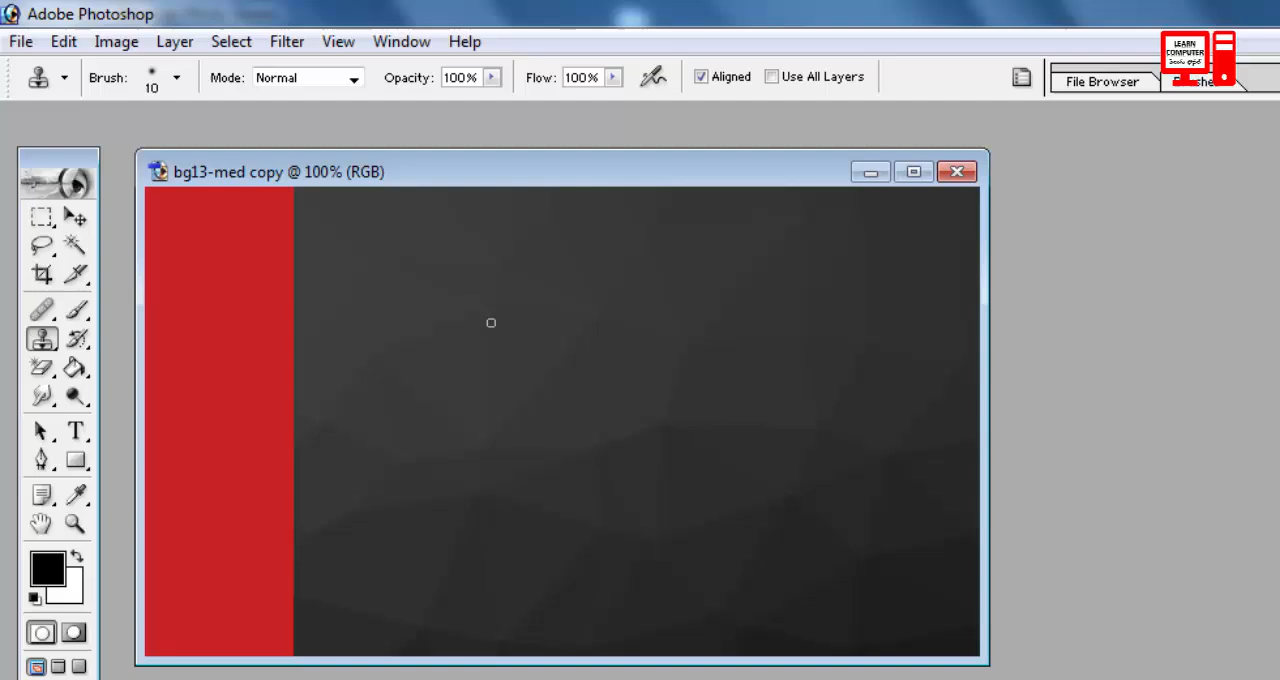 Adobe Photoshop
File Edit Image Layer Select Filter View Window Help
Brush: 10 Mode: Normal Opacity: 100% Flow: 100% Aligned Use All Layers
File Browser
LEARN
COMPUTER
bg13-med copy @ 100% (RGB)
T